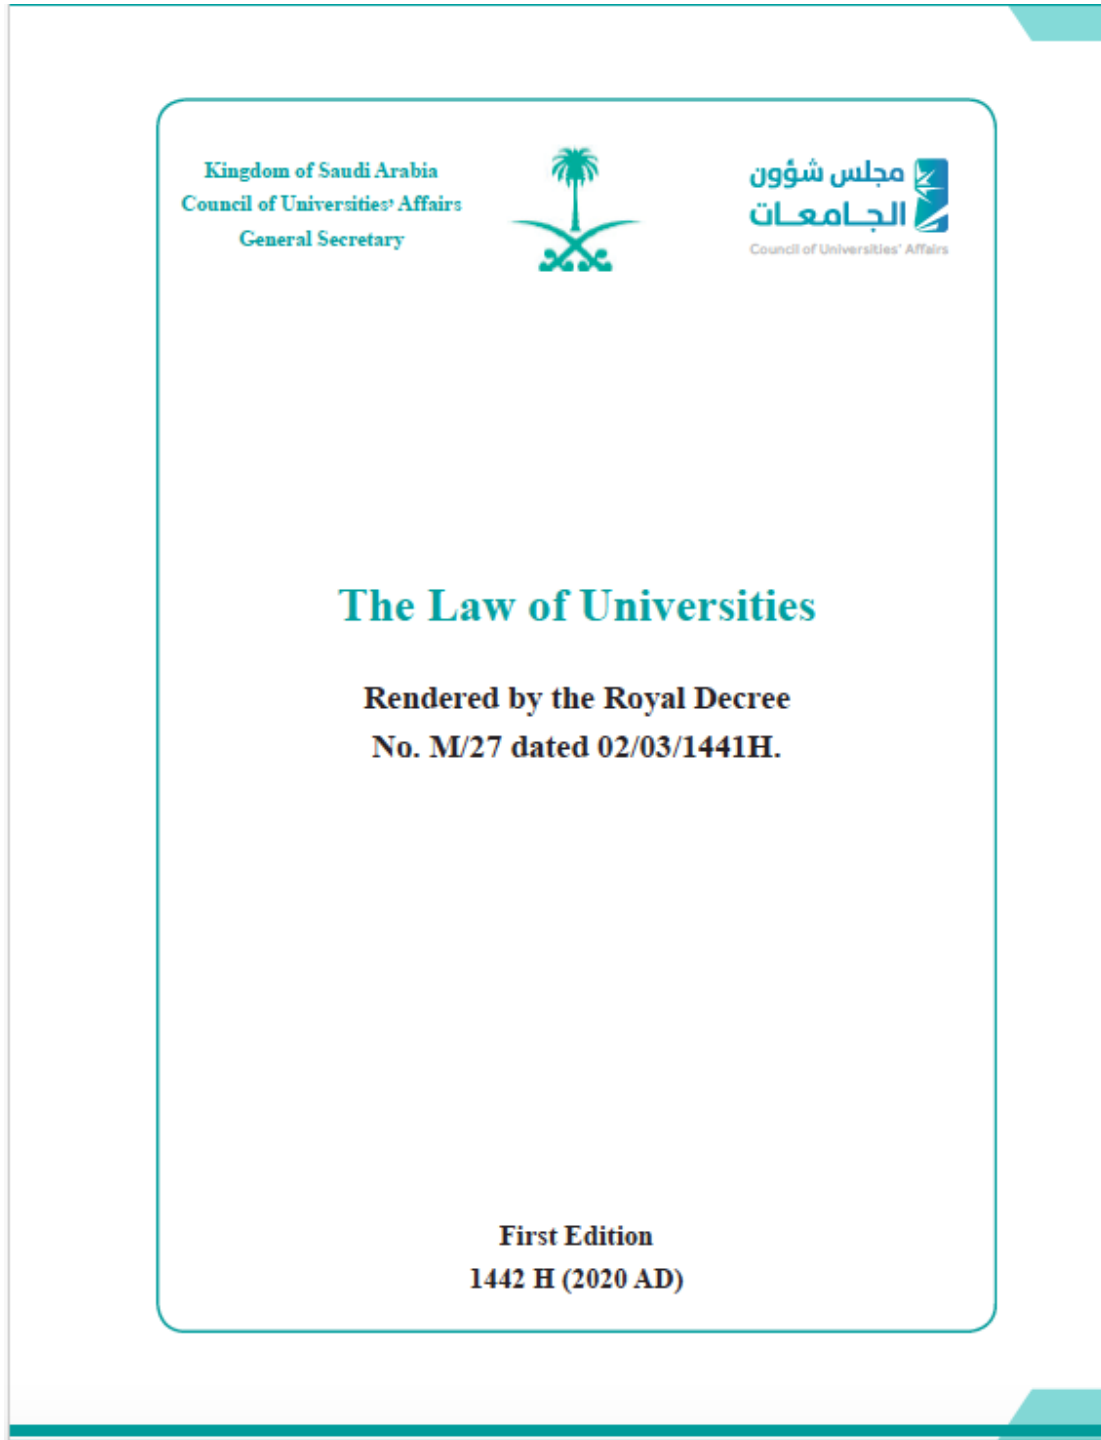 Kingdom of Saudi Arabia
Council of Universities’ Affairs
General Secretary
مجلس شؤون
الجـامعـات
Council of Universities' Affairs
The Law of Universities
Rendered by the Royal Decree
No. M/27 dated 02/03/1441H.
First Edition
1442 H (2020 AD)